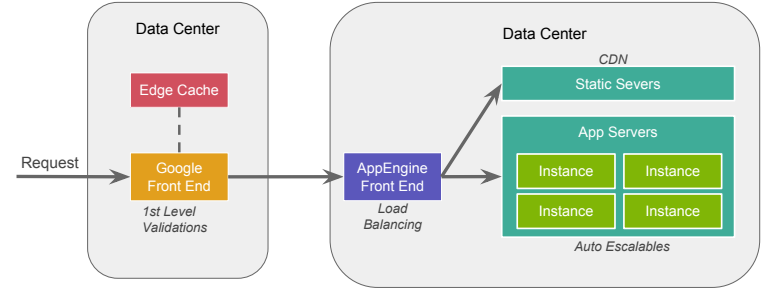 Data Center
Edge Cache
Request
Google
Front End
1st Level
Validations
Data Center
AppEngine
Front End
Load
Balancing
CDN
Static Severs
App Servers
Instance
Instance
Instance
Instance
Auto Escalables